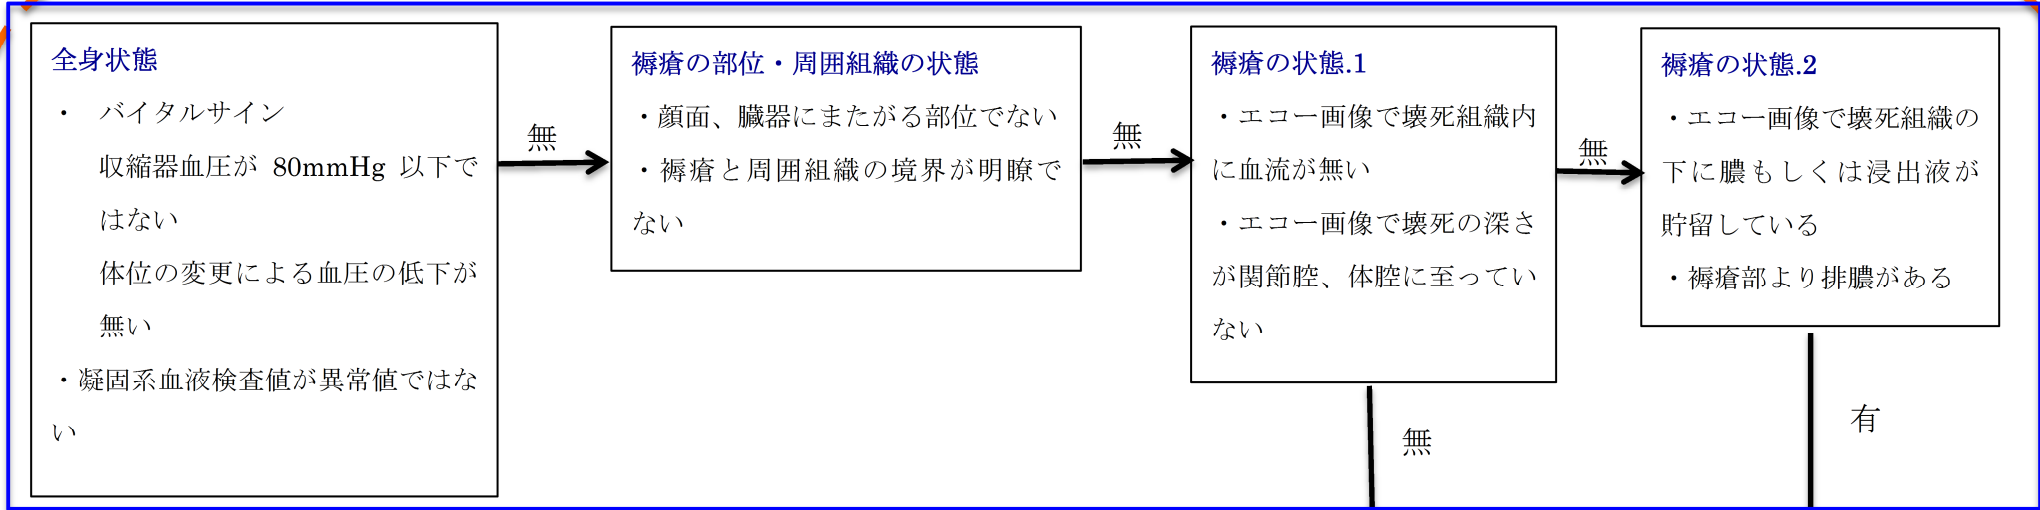 全身状態
・ バイタルサイン
収縮器血圧が 80mmHg 以下で
はない
体位の変更による血圧の低下が
無い
・凝固系血液検査値が異常値ではな
い
無
褥瘡の部位・周囲組織の状態
・顔面、臓器にまたがる部位でない
・褥瘡と周囲組織の境界が明瞭で
ない
無
褥瘡の状態.1
・エコー画像で壊死組織内
に血流が無い
・エコー画像で壊死の深さ
が関節腔、体腔に至ってい
ない
無
無
褥瘡の状態.2
・エコー画像で壊死組織の
下に膿もしくは浸出液が
貯留している
・褥瘡部より排膿がある
有